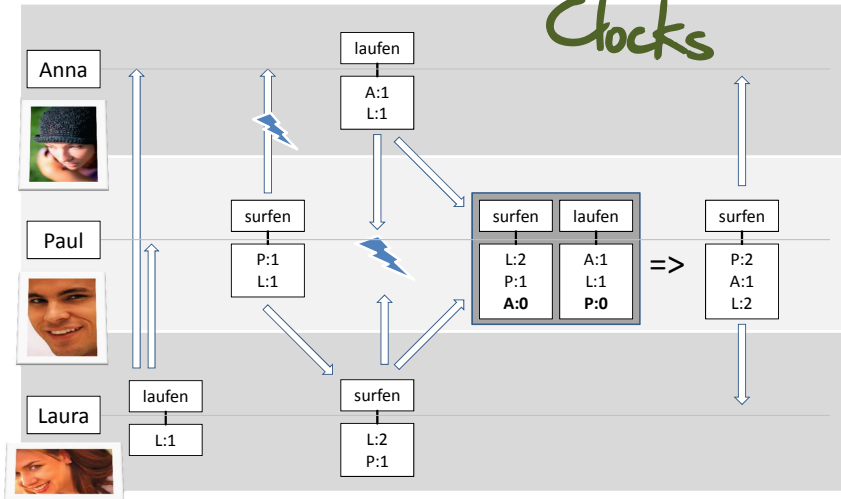 Clocks
Anna
laufen
A:1
L:1
Paul
surfen
P:1
L:1
surfen
L:2
P:1
A:0
laufen
A:1
L:1
P:0
=>
surfen
P:2
A:1
L:2
Laura
laufen
L:1
surfen
L:2
P:1